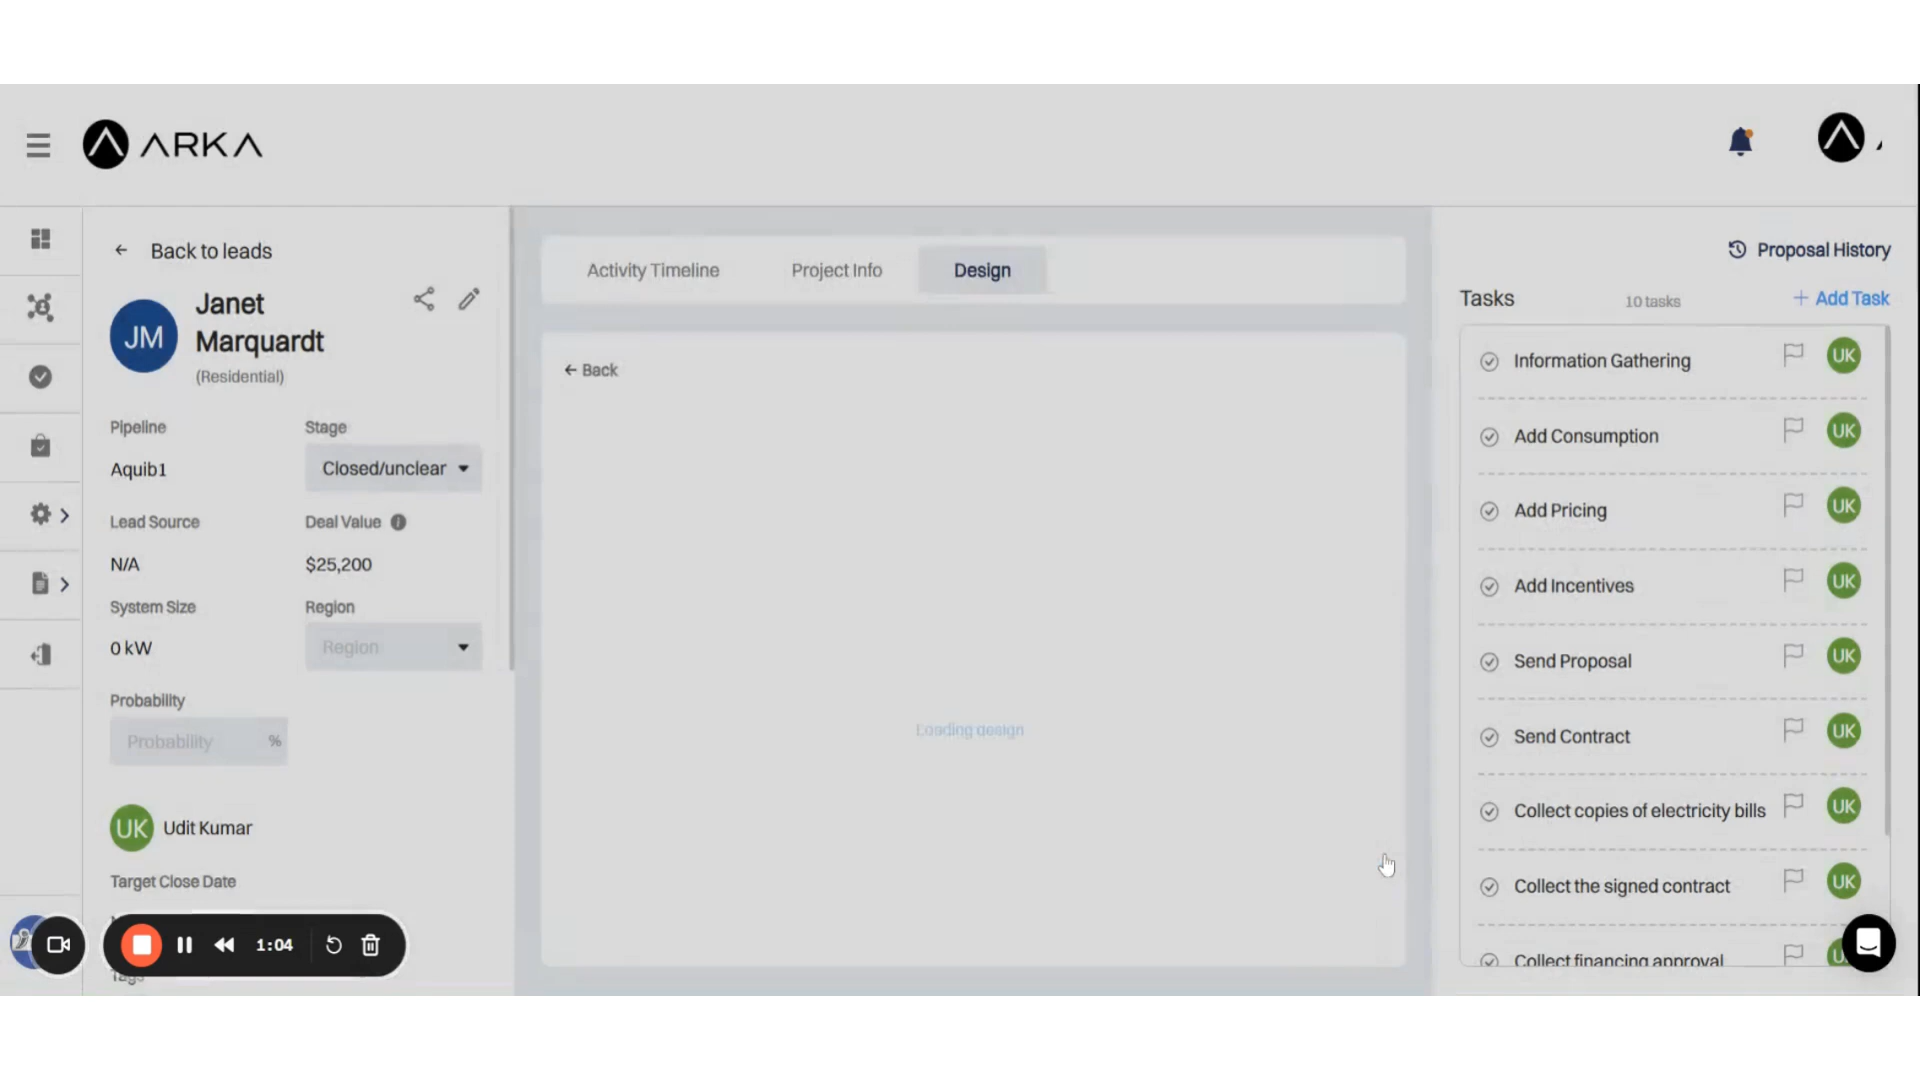 ARKA
Back to leads
JM
Janet
Marquardt
(Residential)
Pipeline
Stage
Aquib1
Closed/unclear
Lead Source
Deal Value
N/A
$25,200
System Size
Region
0 kW
Region
Probability
Probability %
UK Udit Kumar
Target Close Date
1:04
Tags
Activity Timeline
Project Info
Design
← Back
Loading design
Proposal History
Tasks
10 tasks
+ Add Task
Information Gathering UK
Add Consumption UK
Add Pricing UK
Add Incentives UK
Send Proposal UK
Send Contract UK
Collect copies of electricity bills UK
Collect the signed contract UK
Collect financing approval